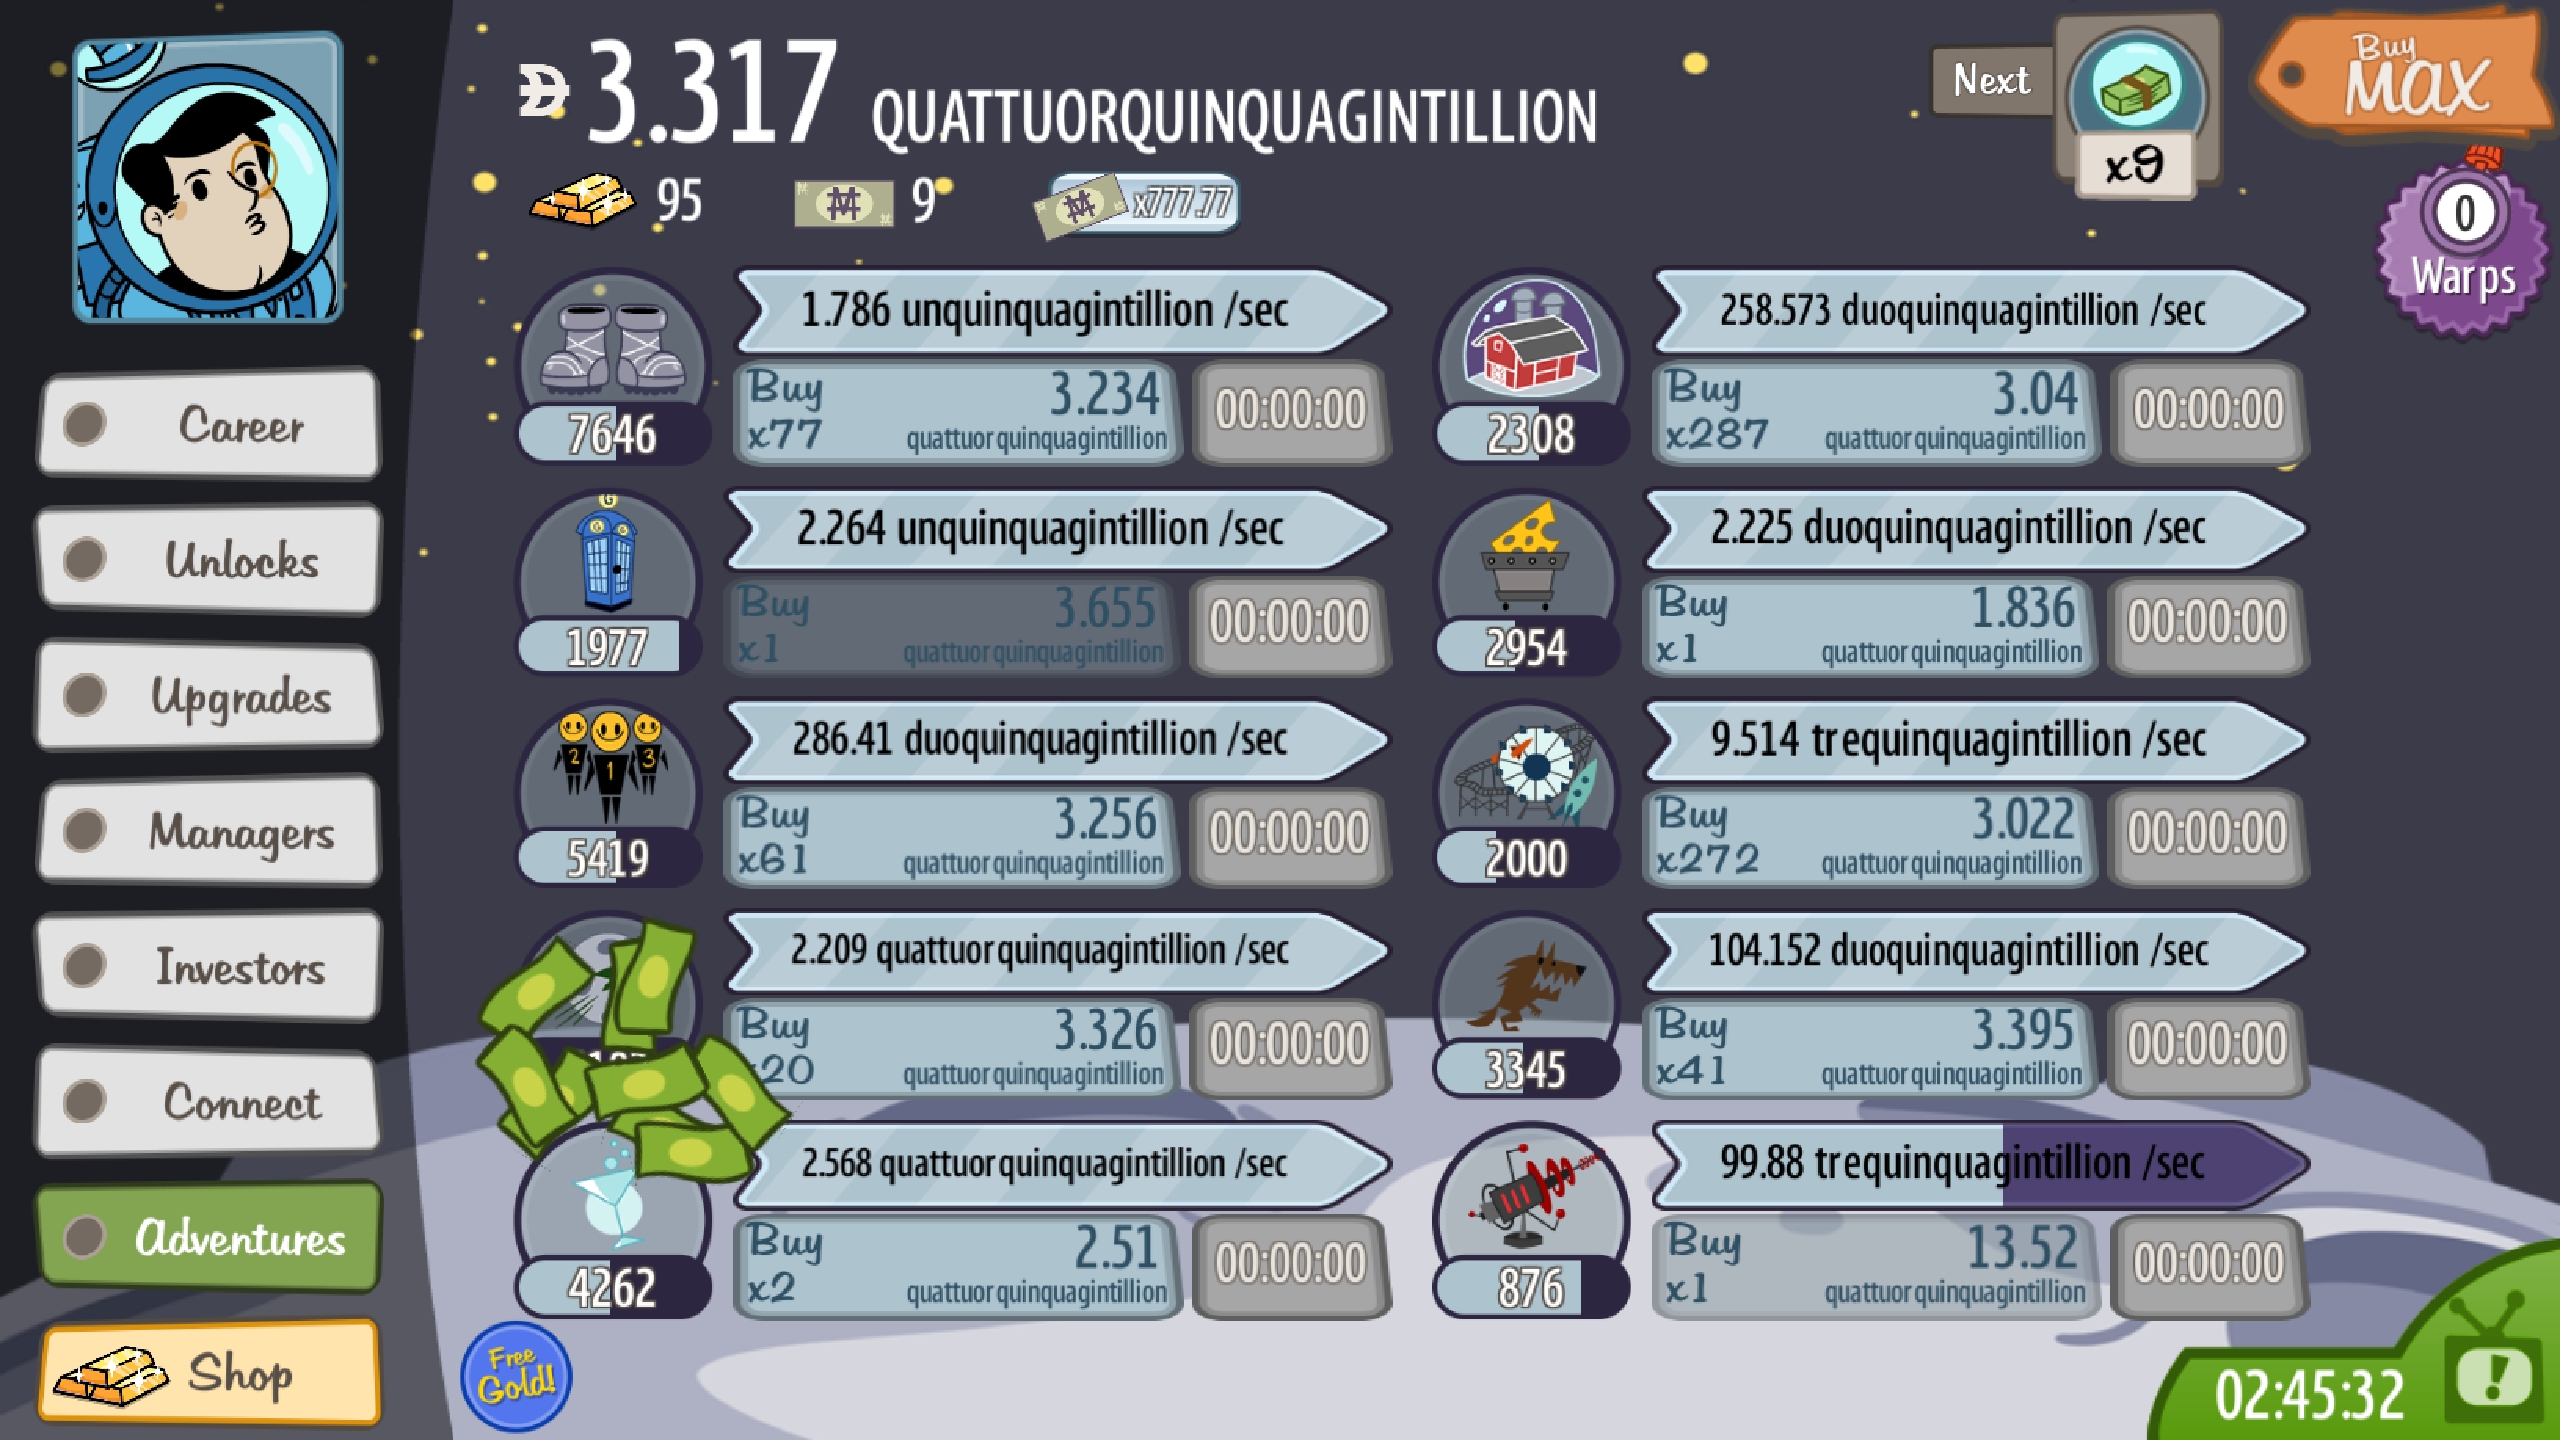 3.317 QUATTUORQUINQUAGINTILLION
95
9
x777.77
Next
x9
Buy
MAX
0
Warps
Career
Unlocks
Upgrades
Managers
Investors
Connect
Adventures
Shop
1.786 unquinquagintillion /sec
Buy 3.234
x77 quattuorquinquagintillion
00:00:00
7646
258.573 duoquinquagintillion /sec
Buy 3.04
x287 quattuorquinquagintillion
00:00:00
2308
2.264 unquinquagintillion /sec
Buy 3.655
x1 quattuorquinquagintillion
00:00:00
1977
2.225 duoquinquagintillion /sec
Buy 1.836
x1 quattuorquinquagintillion
00:00:00
2954
2 1 3
286.41 duoquinquagintillion /sec
Buy 3.256
x61 quattuorquinquagintillion
00:00:00
5419
9.514 trequinquagintillion /sec
Buy 3.022
x272 quattuorquinquagintillion
00:00:00
2000
2.209 quattuorquinquagintillion /sec
Buy 3.326
x20 quattuorquinquagintillion
00:00:00
104.152 duoquinquagintillion /sec
Buy 3.395
x41 quattuorquinquagintillion
00:00:00
3345
2.568 quattuorquinquagintillion /sec
Buy 2.51
x2 quattuorquinquagintillion
00:00:00
4262
99.88 trequinquagintillion /sec
Buy 13.52
x1 quattuorquinquagintillion
00:00:00
876
Free
Gold!
02:45:32
!